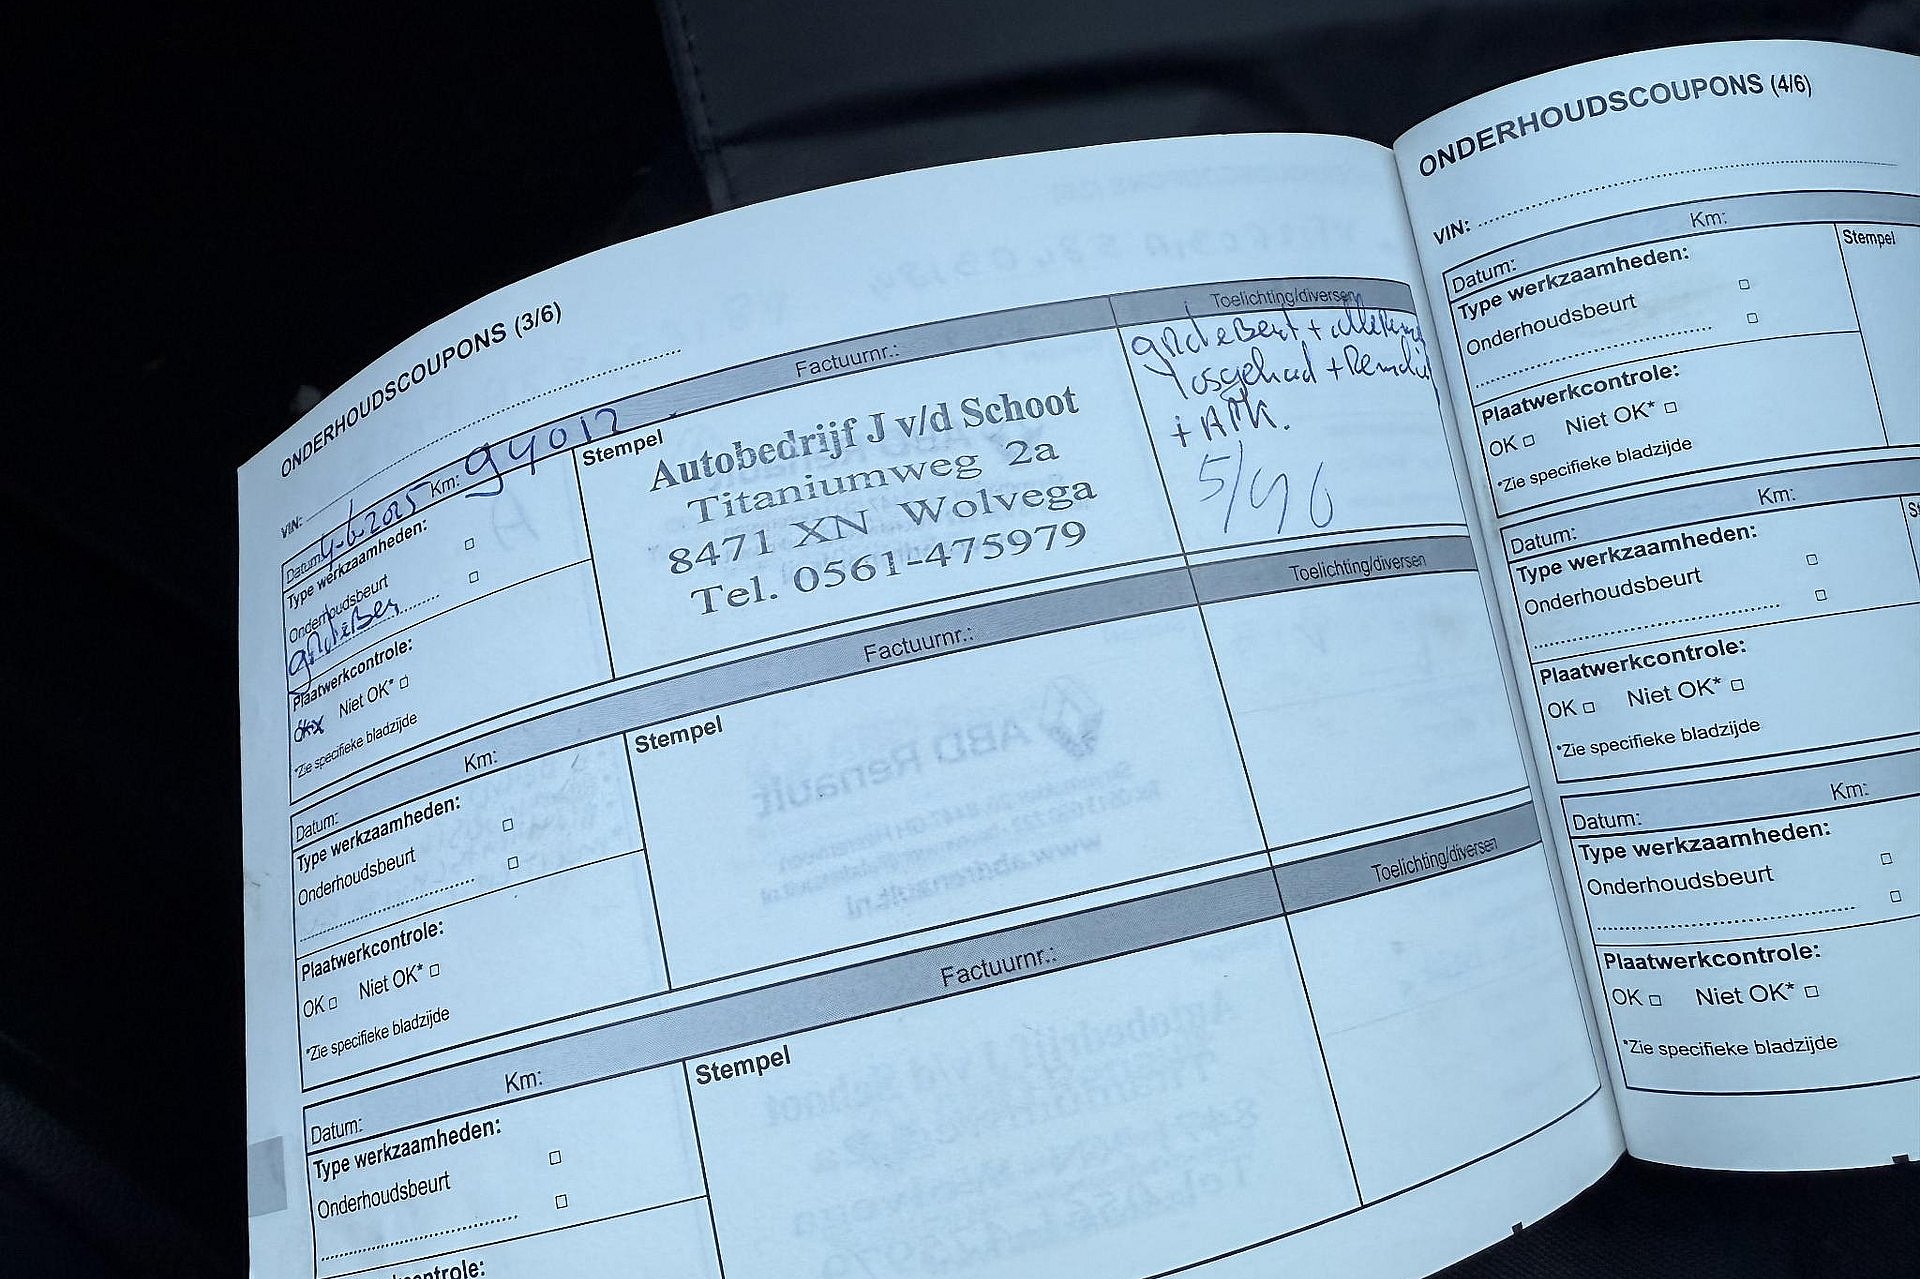 ONDERHOUDSCOUPONS (3/6)
VIN:
Datum: Km: 94012 Factuurnr.: Toelichting/diversen
Type werkzaamheden:
Onderhoudsbeurt
Plaatwerkcontrole:
OK Niet OK*
*Zie specifieke bladzijde
Stempel
Autobedrijf J v/d Schoot
Titaniumweg 2a
8471 XN Wolvega
Tel. 0561-475979
+ APK.
Datum: Km: Factuurnr.: Toelichting/diversen
Type werkzaamheden:
Onderhoudsbeurt
Plaatwerkcontrole:
OK Niet OK*
*Zie specifieke bladzijde
Stempel
Datum: Km: Factuurnr.: Toelichting/diversen
Type werkzaamheden:
Onderhoudsbeurt
Stempel
ONDERHOUDSCOUPONS (4/6)
VIN:
Datum: Km:
Type werkzaamheden:
Onderhoudsbeurt
Plaatwerkcontrole:
OK Niet OK*
*Zie specifieke bladzijde
Stempel
Datum: Km:
Type werkzaamheden:
Onderhoudsbeurt
Plaatwerkcontrole:
OK Niet OK*
*Zie specifieke bladzijde
Datum: Km:
Type werkzaamheden:
Onderhoudsbeurt
Plaatwerkcontrole:
OK Niet OK*
*Zie specifieke bladzijde